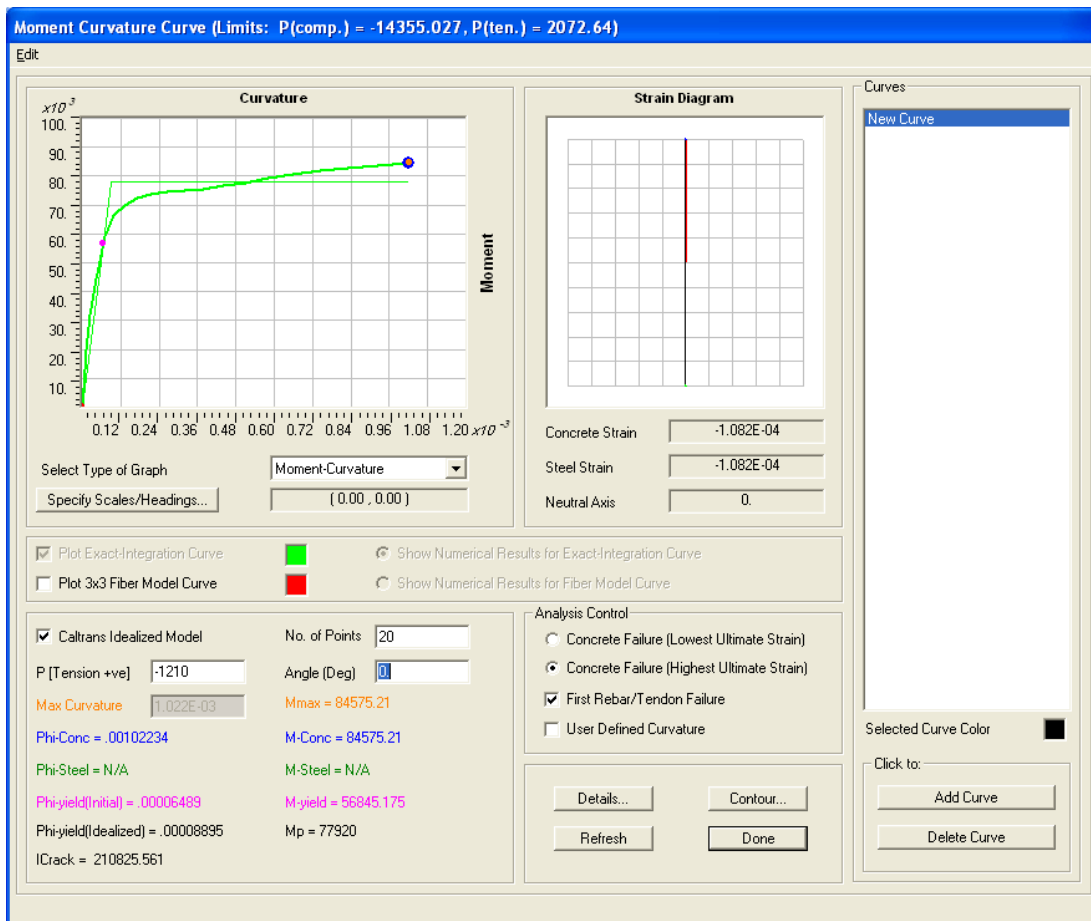 Moment Curvature Curve (Limits: P(comp.) = -14355.027, P(ten.) = 2072.64)
Edit
Curvature
x10 3
100.
90.
80.
70.
60.
50.
40.
30.
20.
10.
0.12 0.24 0.36 0.48 0.60 0.72 0.84 0.96 1.08 1.20 x10 -3
Moment
Select Type of Graph Moment-Curvature
Specify Scales/Headings... (0.00 , 0.00 )
Strain Diagram
Concrete Strain -1.082E-04
Steel Strain -1.082E-04
Neutral Axis 0.
Plot Exact-Integration Curve Show Numerical Results for Exact-Integration Curve
Plot 3x3 Fiber Model Curve Show Numerical Results for Fiber Model Curve
Caltrans Idealized Model No. of Points 20
P [Tension +ve] -1210 Angle (Deg) 0.
Max Curvature 1.022E-03 Mmax = 84575.21
Phi-Conc = .00102234 M-Conc = 84575.21
Phi-Steel = N/A M-Steel = N/A
Phi-yield(Initial) = .00006489 M-yield = 56845.175
Phi-yield(Idealized) = .00008895 Mp = 77920
ICrack = 210825.561
Analysis Control
Concrete Failure (Lowest Ultimate Strain)
Concrete Failure (Highest Ultimate Strain)
First Rebar/Tendon Failure
User Defined Curvature
Details... Contour...
Refresh Done
Curves
New Curve
Selected Curve Color
Click to:
Add Curve
Delete Curve